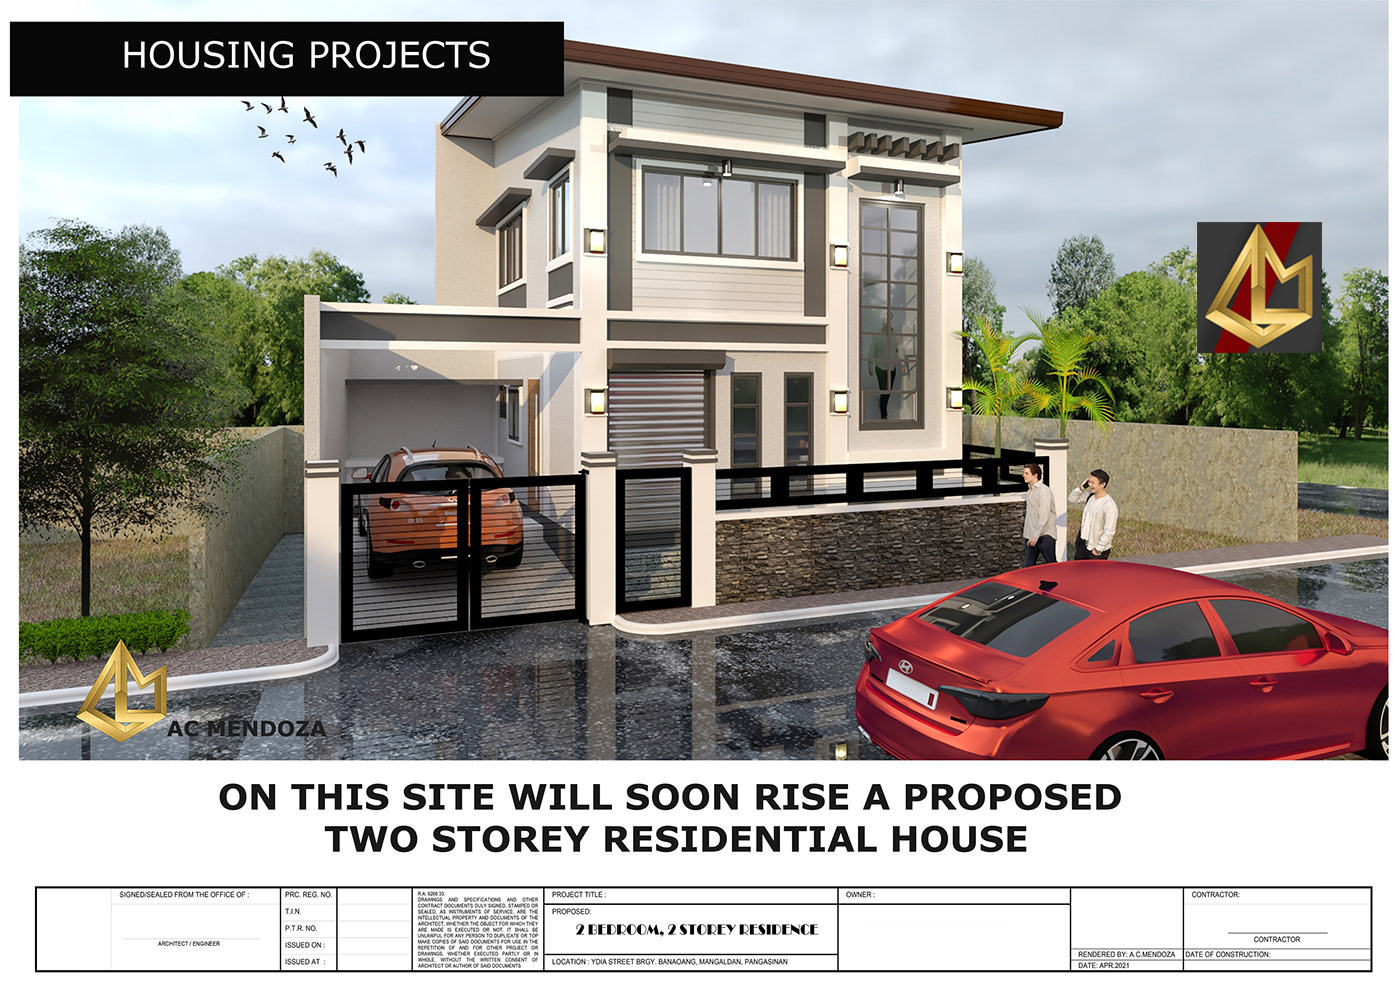 HOUSING PROJECTS
AC MENDOZA
ON THIS SITE WILL SOON RISE A PROPOSED
TWO STOREY RESIDENTIAL HOUSE
SIGNED/SEALED FROM THE OFFICE OF :
ARCHITECT / ENGINEER
PRC. REG. NO.
T.I.N.
P.T.R. NO.
ISSUED ON :
ISSUED AT :
R.A. 9266 33:
DRAWINGS AND SPECIFICATIONS AND OTHER
CONTRACT DOCUMENTS DULY SIGNED, STAMPED OR
SEALED, AS INSTRUMENTS OF SERVICE, ARE THE
INTELLECTUAL PROPERTY AND DOCUMENTS OF THE
ARCHITECT, WHETHER THE OBJECT FOR WHICH THEY
ARE MADE IS EXECUTED OR NOT. IT SHALL BE
UNLAWFUL FOR ANY PERSON TO DUPLICATE OR TOP
MAKE COPIES OF SAID DOCUMENTS FOR USE IN THE
REPETITION OF AND FOR OTHER PROJECT OR
DRAWINGS, WHETHER EXECUTED PARTLY OR IN
WHOLE, WITHOUT THE WRITTEN CONSENT OF
ARCHITECT OR AUTHOR OF SAID DOCUMENTS
PROJECT TITLE :
PROPOSED:
2 BEDROOM, 2 STOREY RESIDENCE
LOCATION : YDIA STREET BRGY. BANAOANG, MANGALDAN, PANGASINAN
OWNER :
RENDERED BY: A.C.MENDOZA
DATE: APR.2021
CONTRACTOR:
CONTRACTOR
DATE OF CONSTRUCTION: